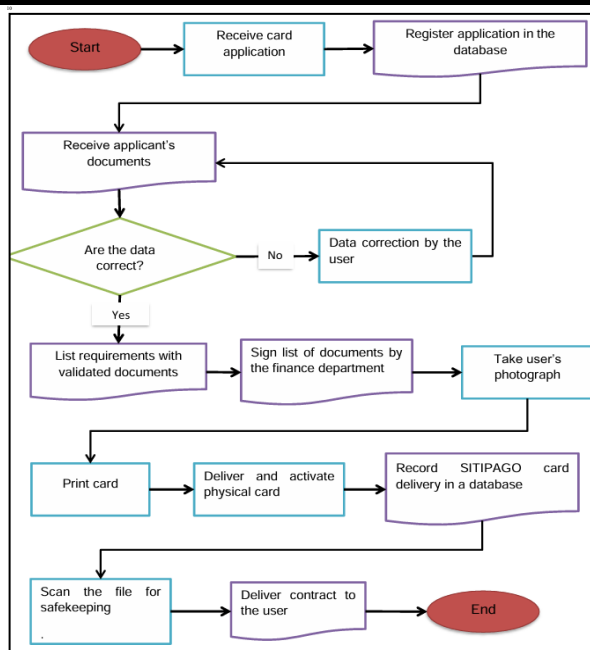 Start
Receive card
application
Register application in the
database
Receive applicant's
documents
Are the data
correct?
No
Data correction by the
user
Yes
List requirements with
validated documents
Sign list of documents by
the finance department
Take user's
photograph
Print card
Deliver and activate
physical card
Record SITIPAGO card
delivery in a database
Scan the file for
safekeeping
.
Deliver contract to
the user
End